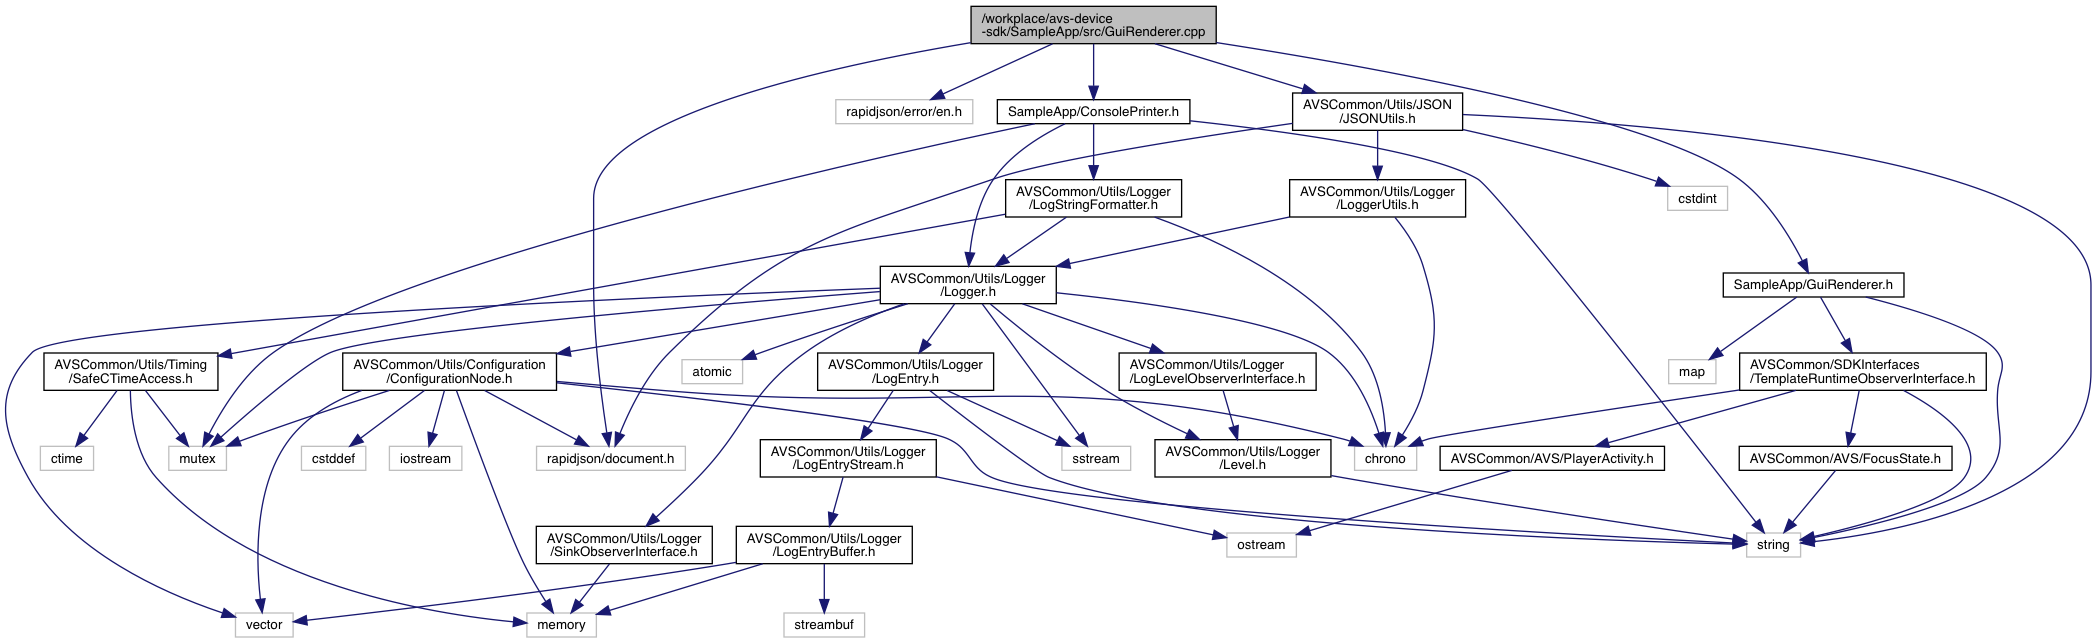 /workplace/avs-device
-sdk/SampleApp/src/GuiRenderer.cpp
rapidjson/error/en.h
SampleApp/ConsolePrinter.h
AVSCommon/Utils/JSON
/JSONUtils.h
AVSCommon/Utils/Logger
/LogStringFormatter.h
AVSCommon/Utils/Logger
/LoggerUtils.h
cstdint
AVSCommon/Utils/Logger
/Logger.h
SampleApp/GuiRenderer.h
AVSCommon/Utils/Timing
/SafeCTimeAccess.h
AVSCommon/Utils/Configuration
/ConfigurationNode.h
atomic
AVSCommon/Utils/Logger
/LogEntry.h
AVSCommon/Utils/Logger
/LogLevelObserverInterface.h
map
AVSCommon/SDKInterfaces
/TemplateRuntimeObserverInterface.h
ctime
mutex
cstddef
iostream
rapidjson/document.h
AVSCommon/Utils/Logger
/LogEntryStream.h
sstream
AVSCommon/Utils/Logger
/Level.h
chrono
AVSCommon/AVS/PlayerActivity.h
AVSCommon/AVS/FocusState.h
AVSCommon/Utils/Logger
/SinkObserverInterface.h
AVSCommon/Utils/Logger
/LogEntryBuffer.h
ostream
string
vector
memory
streambuf